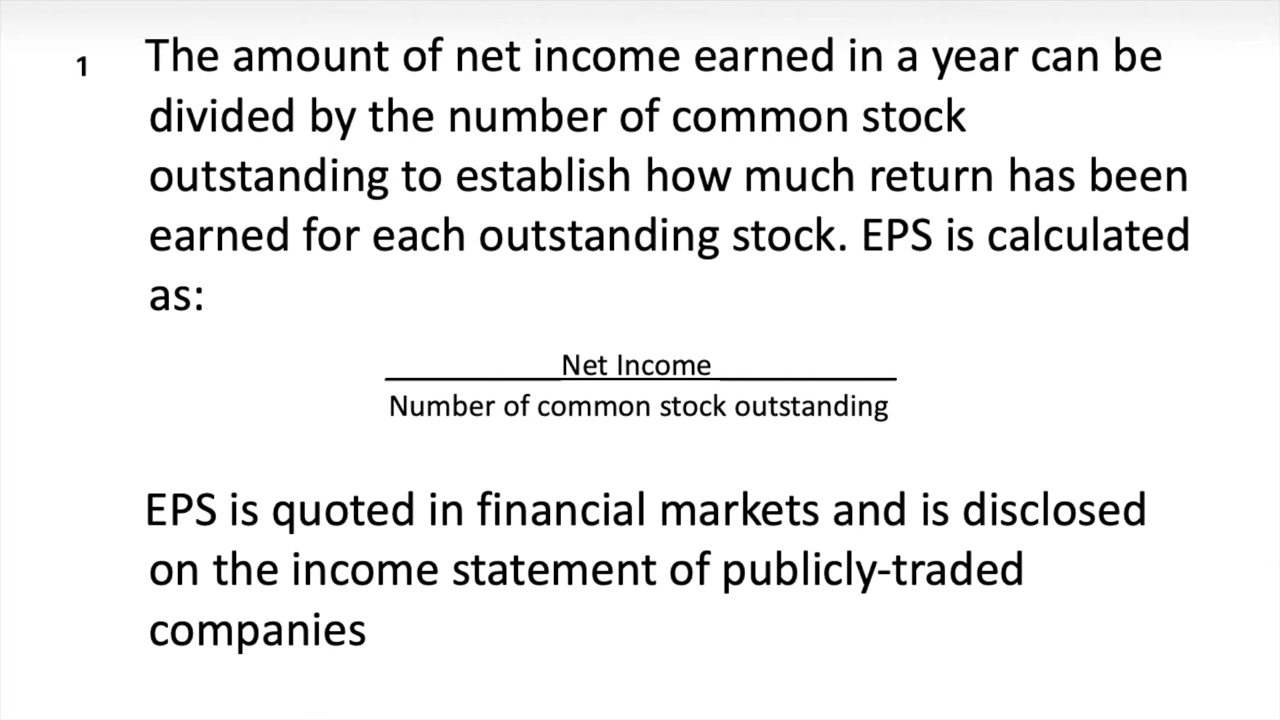 1 The amount of net income earned in a year can be
divided by the number of common stock
outstanding to establish how much return has been
earned for each outstanding stock. EPS is calculated
as:
Net Income
Number of common stock outstanding
EPS is quoted in financial markets and is disclosed
on the income statement of publicly-traded
companies